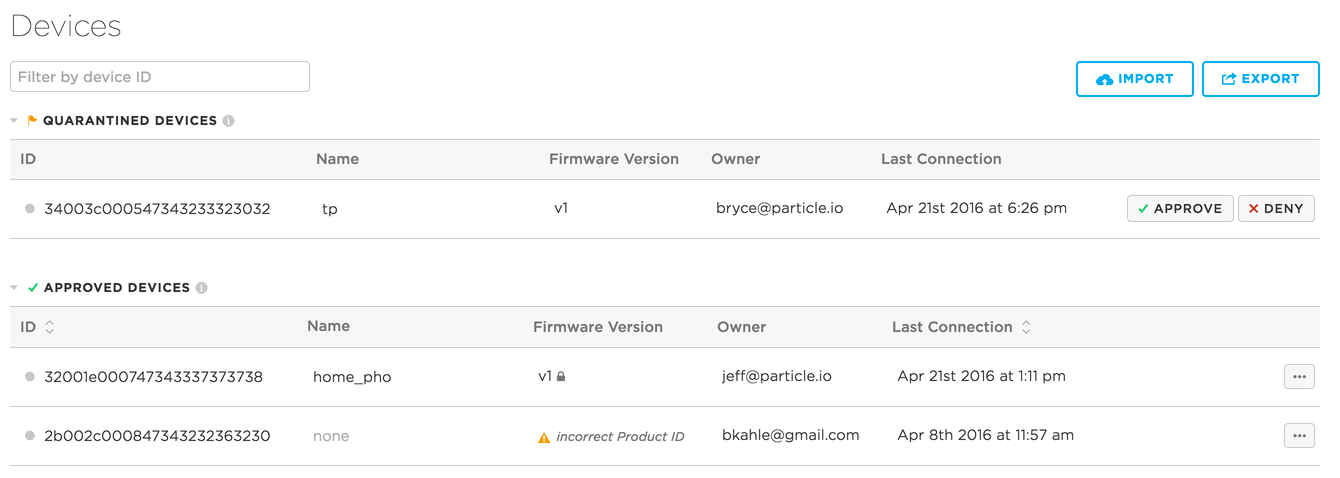 Devices
Filter by device ID
IMPORT EXPORT
QUARANTINED DEVICES
ID Name Firmware Version Owner Last Connection
34003c000547343233323032 tp v1 bryce@particle.io Apr 21st 2016 at 6:26 pm APPROVE DENY
APPROVED DEVICES
ID Name Firmware Version Owner Last Connection
32001e000747343337373738 home_pho v1 jeff@particle.io Apr 21st 2016 at 1:11 pm
2b002c000847343232363230 none incorrect Product ID bkahle@gmail.com Apr 8th 2016 at 11:57 am